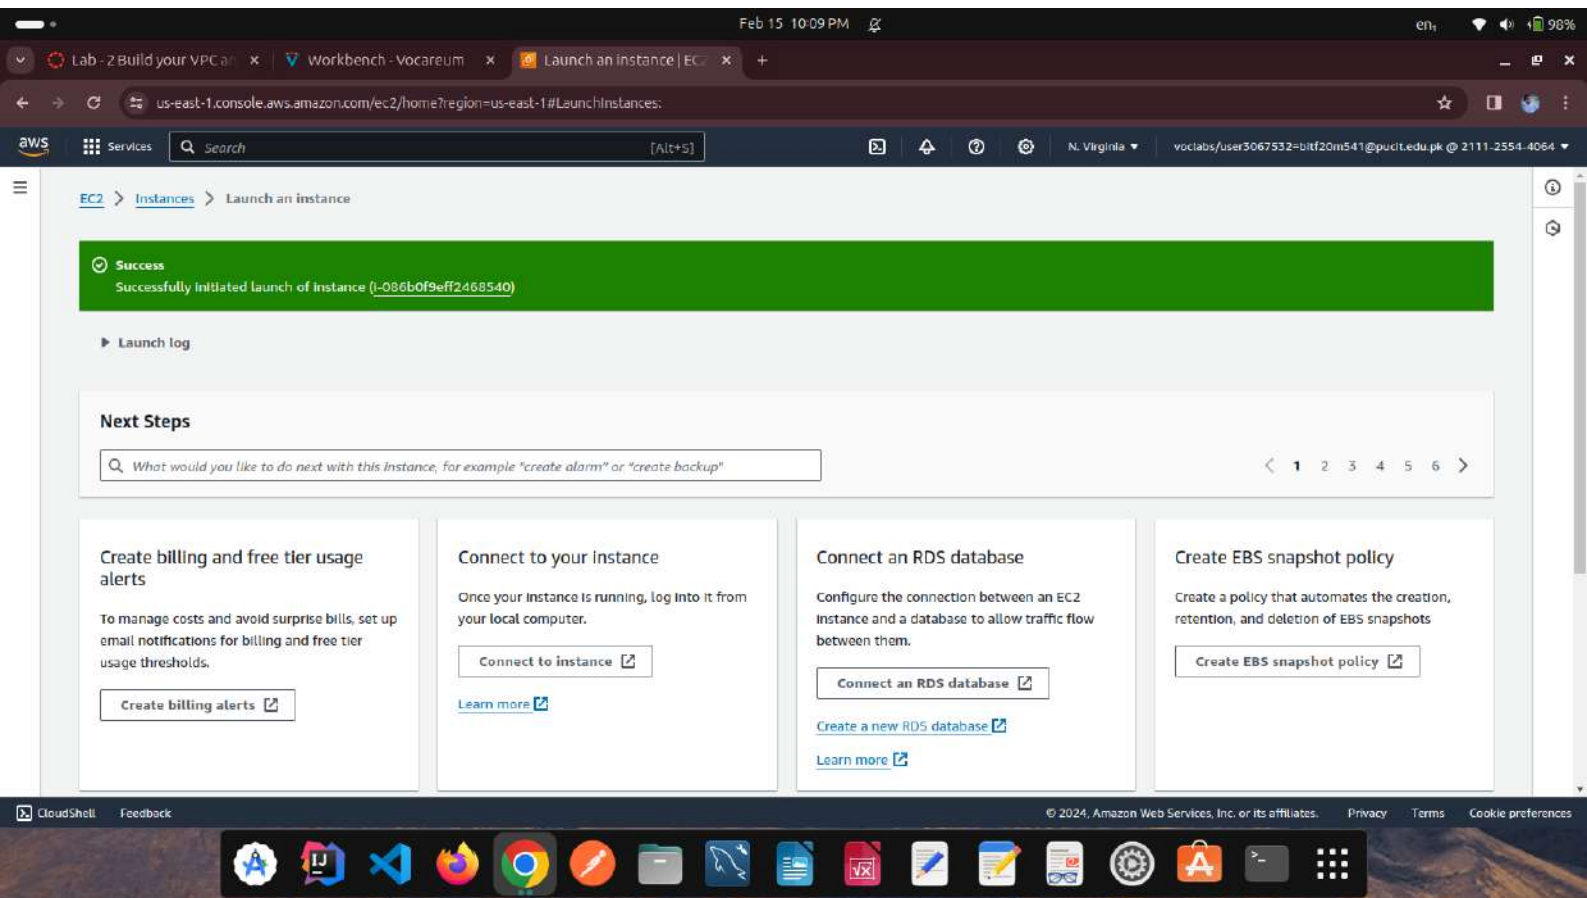 Feb 15 10:09 PM
en₁
98%
Lab - 2 Build your VPC an
Workbench - Vocareum
Launch an instance | EC2
us-east-1.console.aws.amazon.com/ec2/home?region=us-east-1#LaunchInstances:
aws
Services
Search
[Alt+S]
N. Virginia
voclabs/user3067532=bitf20m541@pucit.edu.pk @ 2111-2554-4064
EC2 > Instances > Launch an instance
Success
Successfully initiated launch of instance (i-086b0f9eff2468540)
Launch log
Next Steps
What would you like to do next with this instance, for example "create alarm" or "create backup"
< 1 2 3 4 5 6 >
Create billing and free tier usage
alerts
To manage costs and avoid surprise bills, set up
email notifications for billing and free tier
usage thresholds.
Create billing alerts
Connect to your instance
Once your instance is running, log into it from
your local computer.
Connect to instance
Learn more
Connect an RDS database
Configure the connection between an EC2
instance and a database to allow traffic flow
between them.
Connect an RDS database
Create a new RDS database
Learn more
Create EBS snapshot policy
Create a policy that automates the creation,
retention, and deletion of EBS snapshots
Create EBS snapshot policy
CloudShell
Feedback
© 2024, Amazon Web Services, Inc. or its affiliates.
Privacy
Terms
Cookie preferences